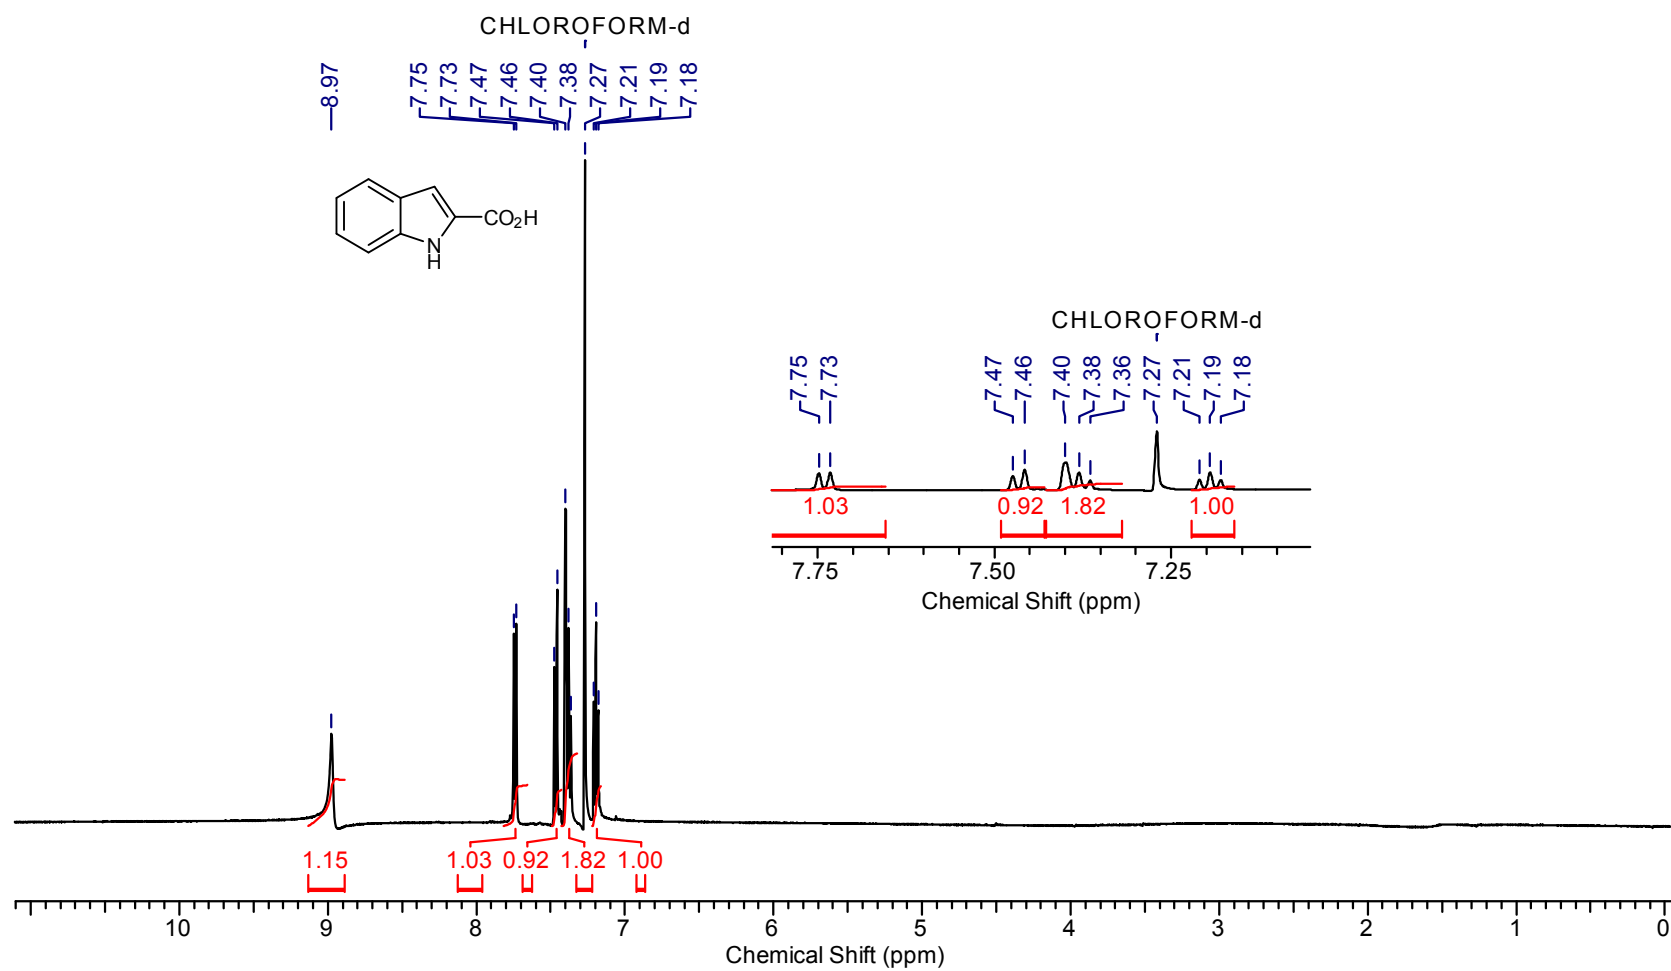 CHLOROFORM-d
8.97
7.75
7.73
7.47
7.46
7.40
7.38
7.27
7.21
7.19
7.18
CO2H
N
H
CHLOROFORM-d
7.75
7.73
7.47
7.46
7.40
7.38
7.36
7.27
7.21
7.19
7.18
1.03 0.92 1.82 1.00
7.75 7.50 7.25
Chemical Shift (ppm)
1.15 1.03 0.92 1.82 1.00
10 9 8 7 6 5 4 3 2 1 0
Chemical Shift (ppm)